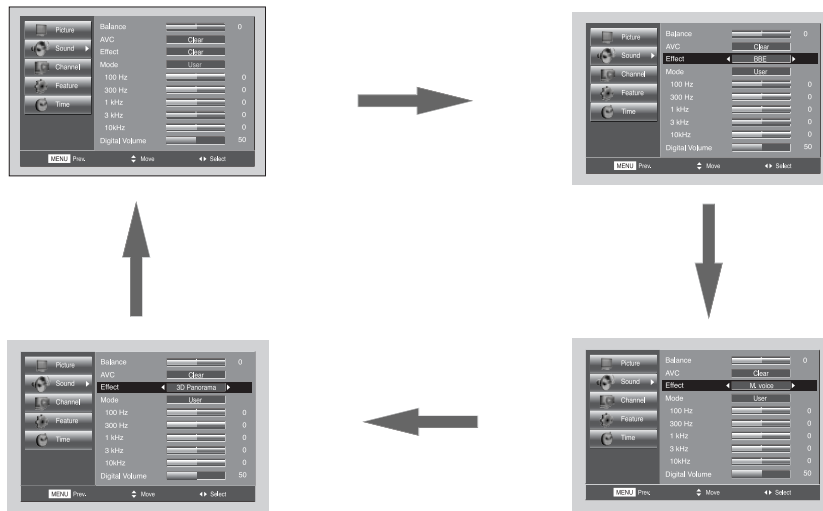 Picture
Sound
Channel
Feature
Time
Balance 0
AVC Clear
Effect Clear
Mode User
100 Hz 0
300 Hz 0
1 kHz 0
3 kHz 0
10kHz 0
Digital Volume 50
MENU Prev. Move Select
Picture
Sound
Channel
Feature
Time
Balance 0
AVC Clear
Effect BBE
Mode User
100 Hz 0
300 Hz 0
1 kHz 0
3 kHz 0
10kHz 0
Digital Volume 50
MENU Prev. Move Select
Picture
Sound
Channel
Feature
Time
Balance 0
AVC Clear
Effect 3D Panorama
Mode User
100 Hz 0
300 Hz 0
1 kHz 0
3 kHz 0
10kHz 0
Digital Volume 50
MENU Prev. Move Select
Picture
Sound
Channel
Feature
Time
Balance 0
AVC Clear
Effect M. voice
Mode User
100 Hz 0
300 Hz 0
1 kHz 0
3 kHz 0
10kHz 0
Digital Volume 50
MENU Prev. Move Select